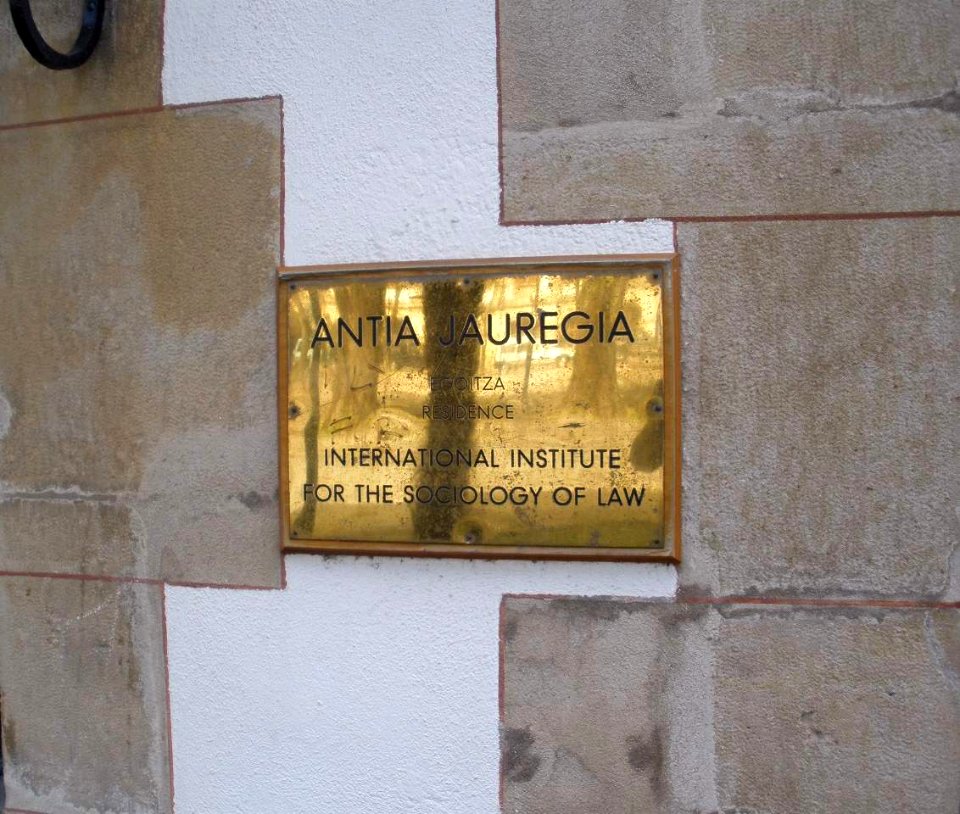 ANTIA JAUREGIA
EGOITZA
RESIDENCE
INTERNATIONAL INSTITUTE
FOR THE SOCIOLOGY OF LAW